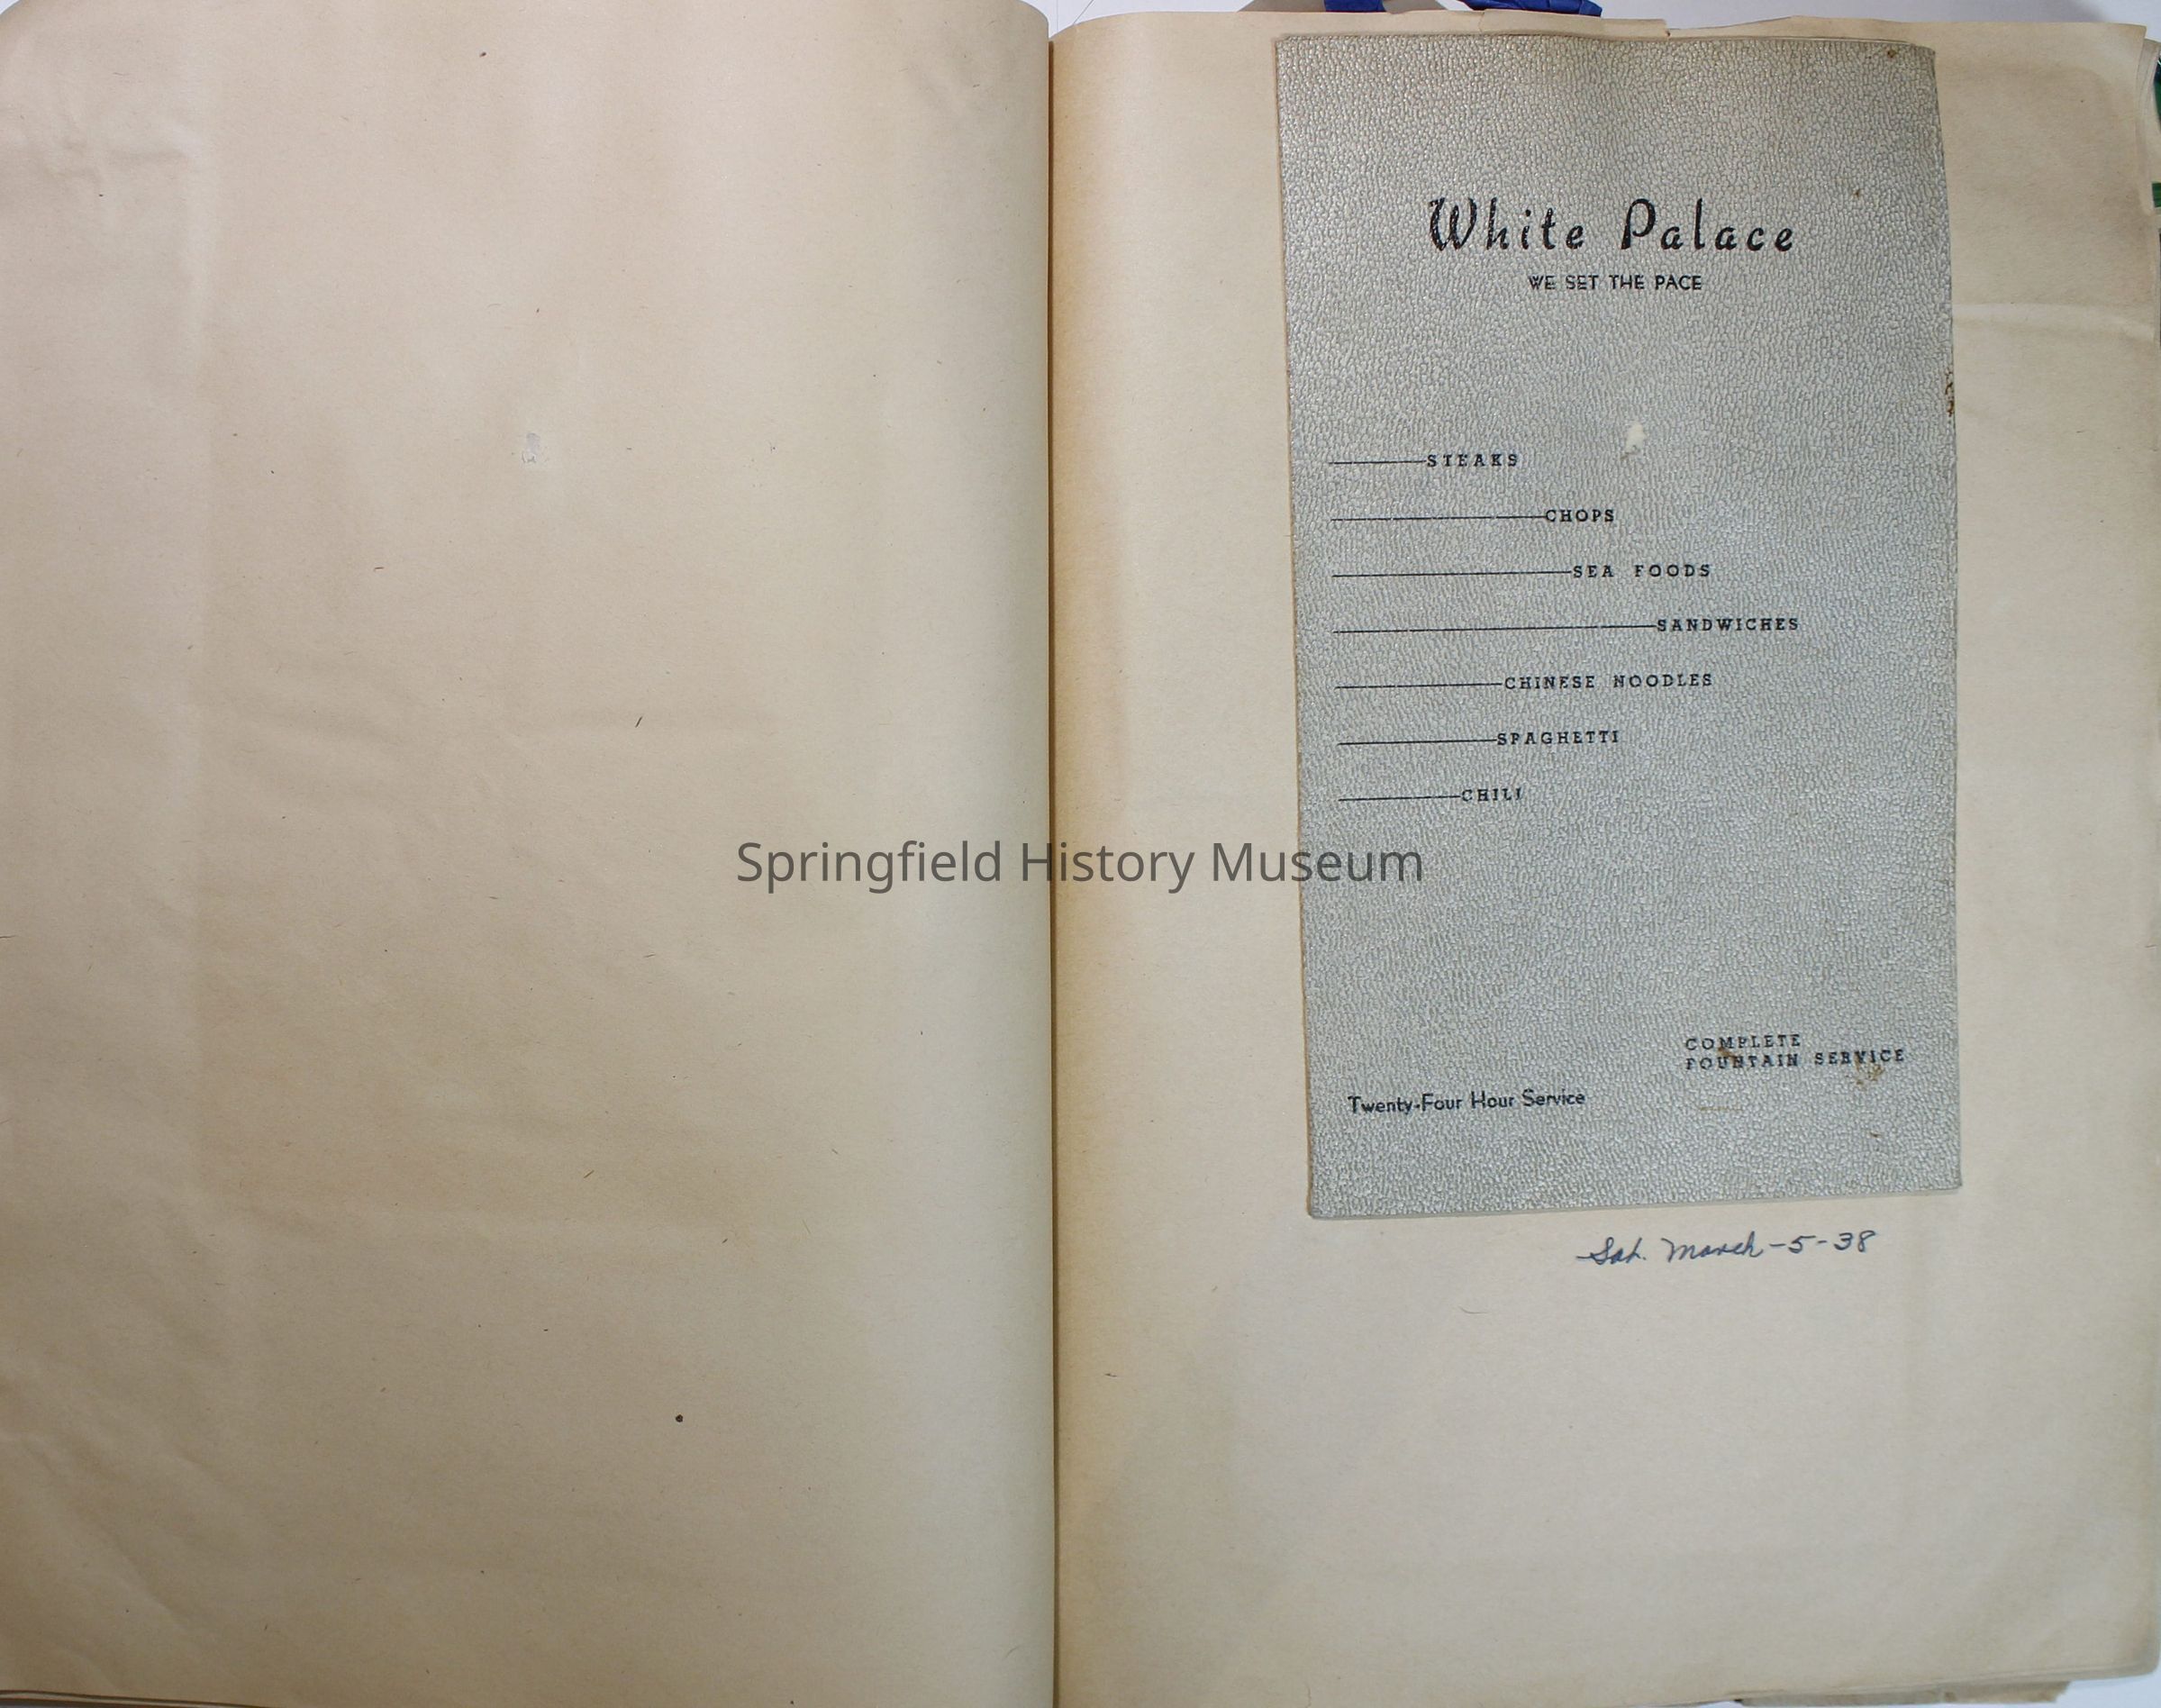 White Palace
WE SET THE PACE
STEAKS
CHOPS
SEA FOODS
SANDWICHES
CHINESE NOODLES
SPAGHETTI
CHILI
Springfield History Museum
COMPLETE
FOUNTAIN SERVICE
Twenty-Four Hour Service
Sat. March-5-38